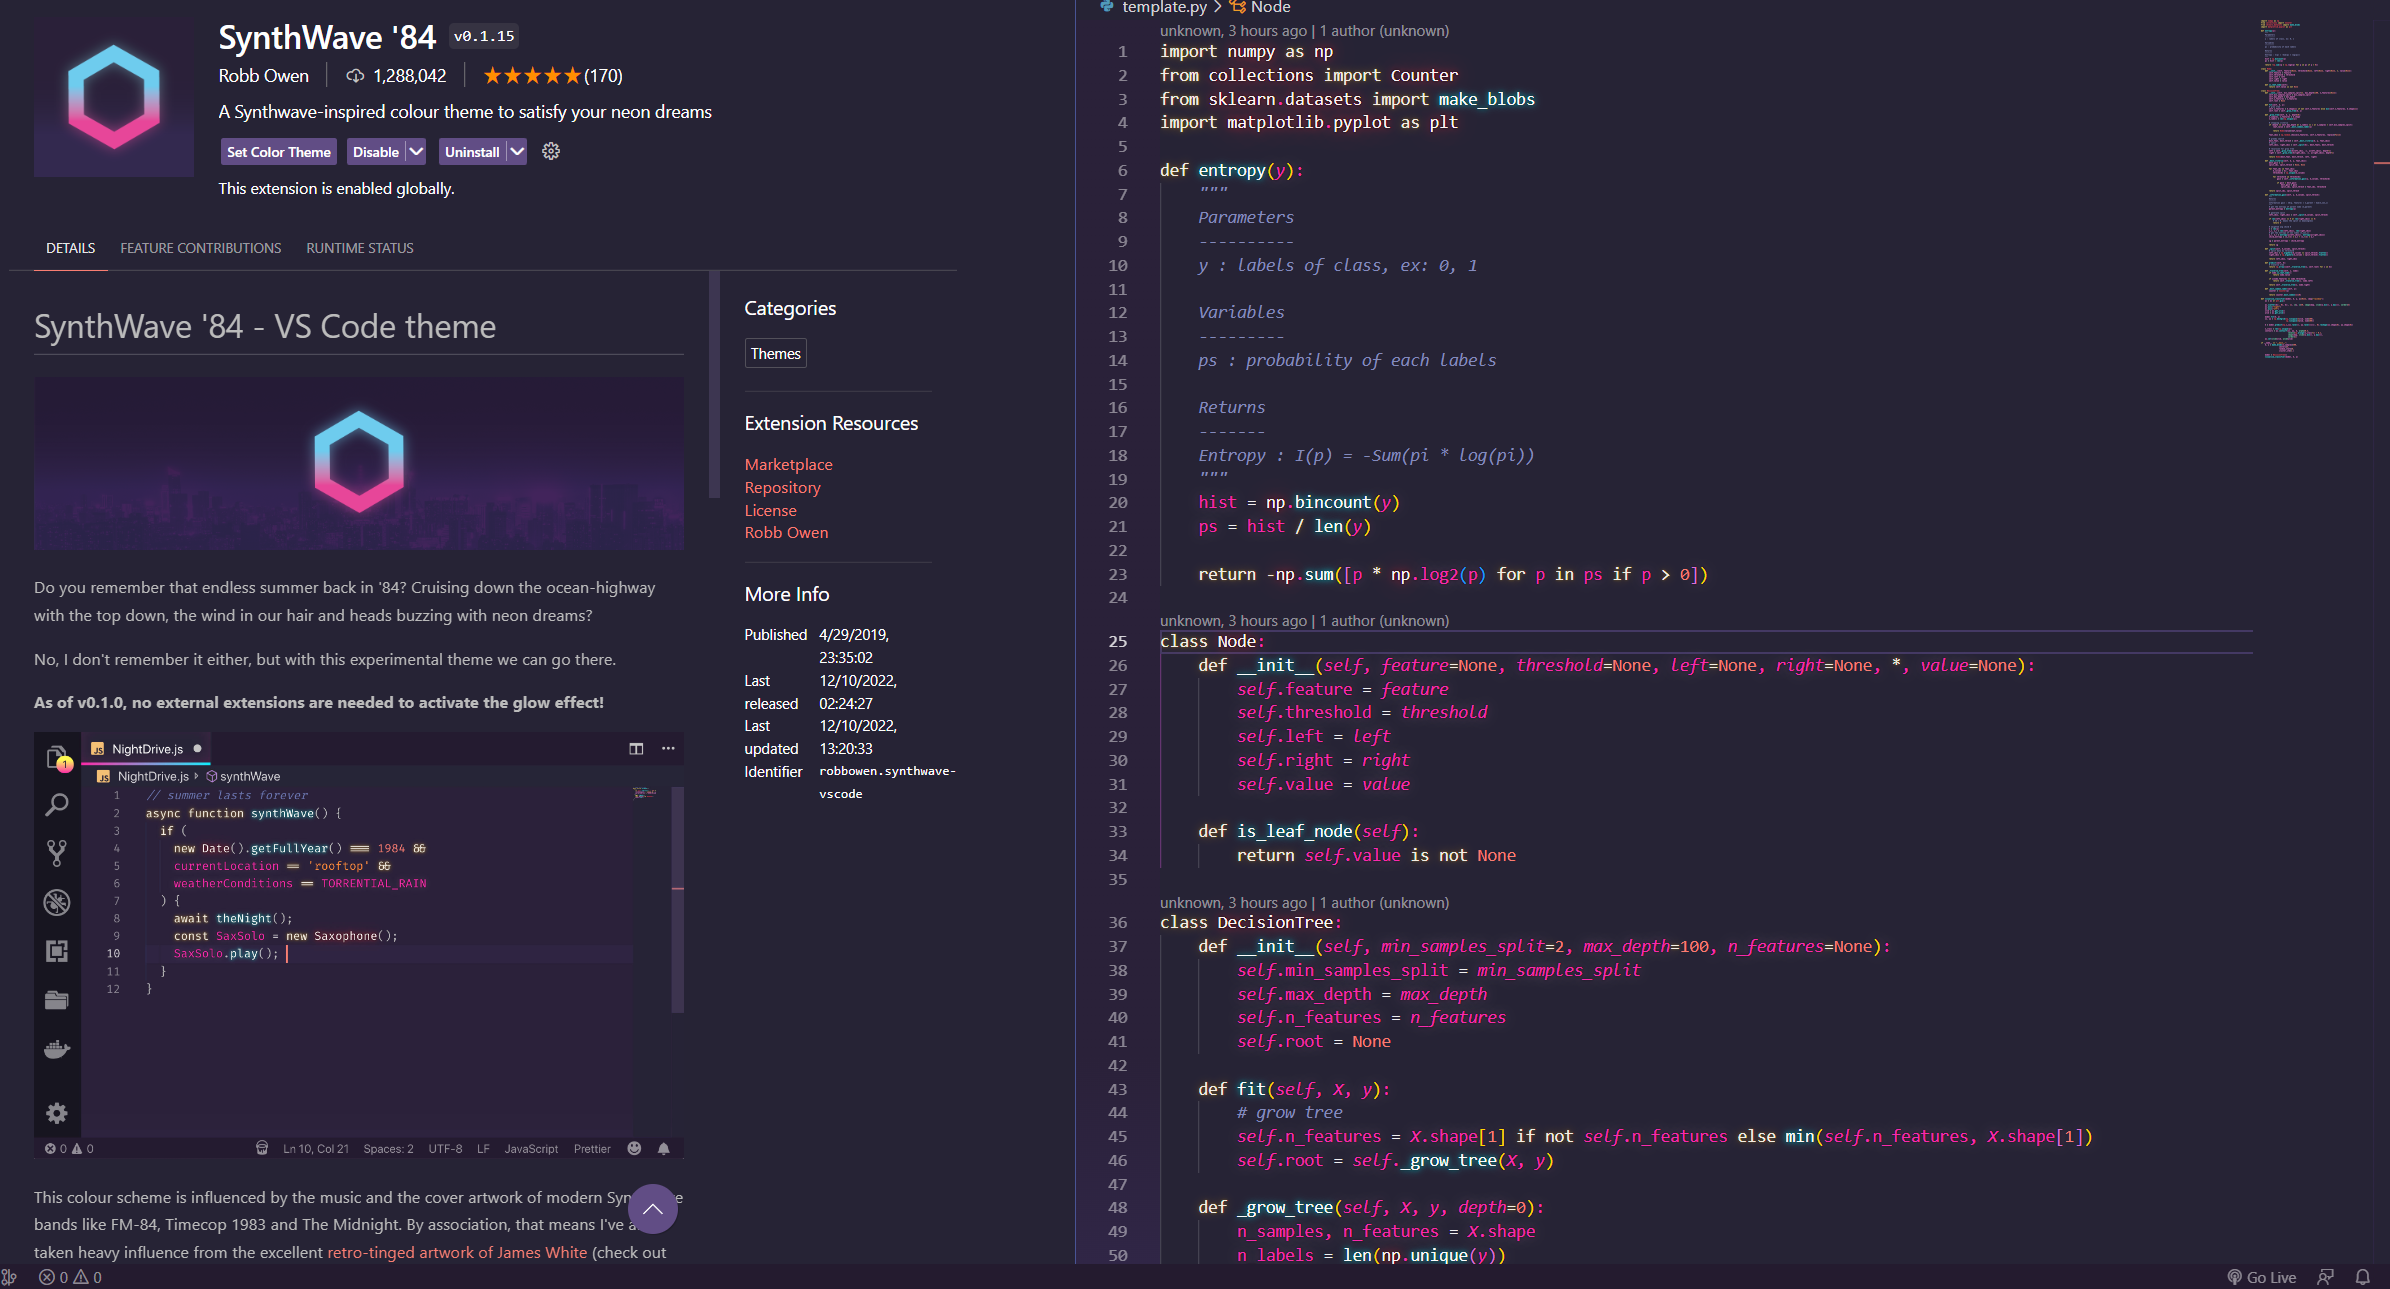 SynthWave '84 v0.1.15
Robb Owen 1,288,042 ★★★★★(170)
A Synthwave-inspired colour theme to satisfy your neon dreams
Set Color Theme Disable Uninstall
This extension is enabled globally.
DETAILS FEATURE CONTRIBUTIONS RUNTIME STATUS
SynthWave '84 - VS Code theme
Do you remember that endless summer back in '84? Cruising down the ocean-highway
with the top down, the wind in our hair and heads buzzing with neon dreams?
No, I don't remember it either, but with this experimental theme we can go there.
As of v0.1.0, no external extensions are needed to activate the glow effect!
1
JS NightDrive.js
JS NightDrive.js synthWave
1 // summer lasts forever
2 async function synthWave() {
3 if (
4 new Date().getFullYear() === 1984 &&
5 currentLocation == 'rooftop' &&
6 weatherConditions == TORRENTIAL_RAIN
7 ) {
8 await theNight();
9 const SaxSolo = new Saxophone();
10 SaxSolo.play();
11 }
12 }
0 0 Ln 10, Col 21 Spaces: 2 UTF-8 LF JavaScript Prettier
This colour scheme is influenced by the music and the cover artwork of modern
bands like FM-84, Timecop 1983 and The Midnight. By association, that means I've
taken heavy influence from the excellent retro-tinged artwork of James White (check out
Categories
Themes
Extension Resources
Marketplace
Repository
License
Robb Owen
More Info
Published 4/29/2019,
23:35:02
Last 12/10/2022,
released 02:24:27
Last 12/10/2022,
updated 13:20:33
Identifier robbowen.synthwave-
vscode
template.py > Node
unknown, 3 hours ago | 1 author (unknown)
1 import numpy as np
2 from collections import Counter
3 from sklearn.datasets import make_blobs
4 import matplotlib.pyplot as plt
5
6 def entropy(y):
7 """
8 Parameters
9 ----------
10 y : labels of class, ex: 0, 1
11
12 Variables
13 ---------
14 ps : probability of each labels
15
16 Returns
17 -------
18 Entropy : I(p) = -Sum(pi * log(pi))
19 """
20 hist = np.bincount(y)
21 ps = hist / len(y)
22
23 return -np.sum([p * np.log2(p) for p in ps if p > 0])
24
unknown, 3 hours ago | 1 author (unknown)
25 class Node:
26 def __init__(self, feature=None, threshold=None, left=None, right=None, *, value=None):
27 self.feature = feature
28 self.threshold = threshold
29 self.left = left
30 self.right = right
31 self.value = value
32
33 def is_leaf_node(self):
34 return self.value is not None
35
unknown, 3 hours ago | 1 author (unknown)
36 class DecisionTree:
37 def __init__(self, min_samples_split=2, max_depth=100, n_features=None):
38 self.min_samples_split = min_samples_split
39 self.max_depth = max_depth
40 self.n_features = n_features
41 self.root = None
42
43 def fit(self, X, y):
44 # grow tree
45 self.n_features = X.shape[1] if not self.n_features else min(self.n_features, X.shape[1])
46 self.root = self._grow_tree(X, y)
47
48 def _grow_tree(self, X, y, depth=0):
49 n_samples, n_features = X.shape
50 n_labels = len(np.unique(y))
0 0 Go Live